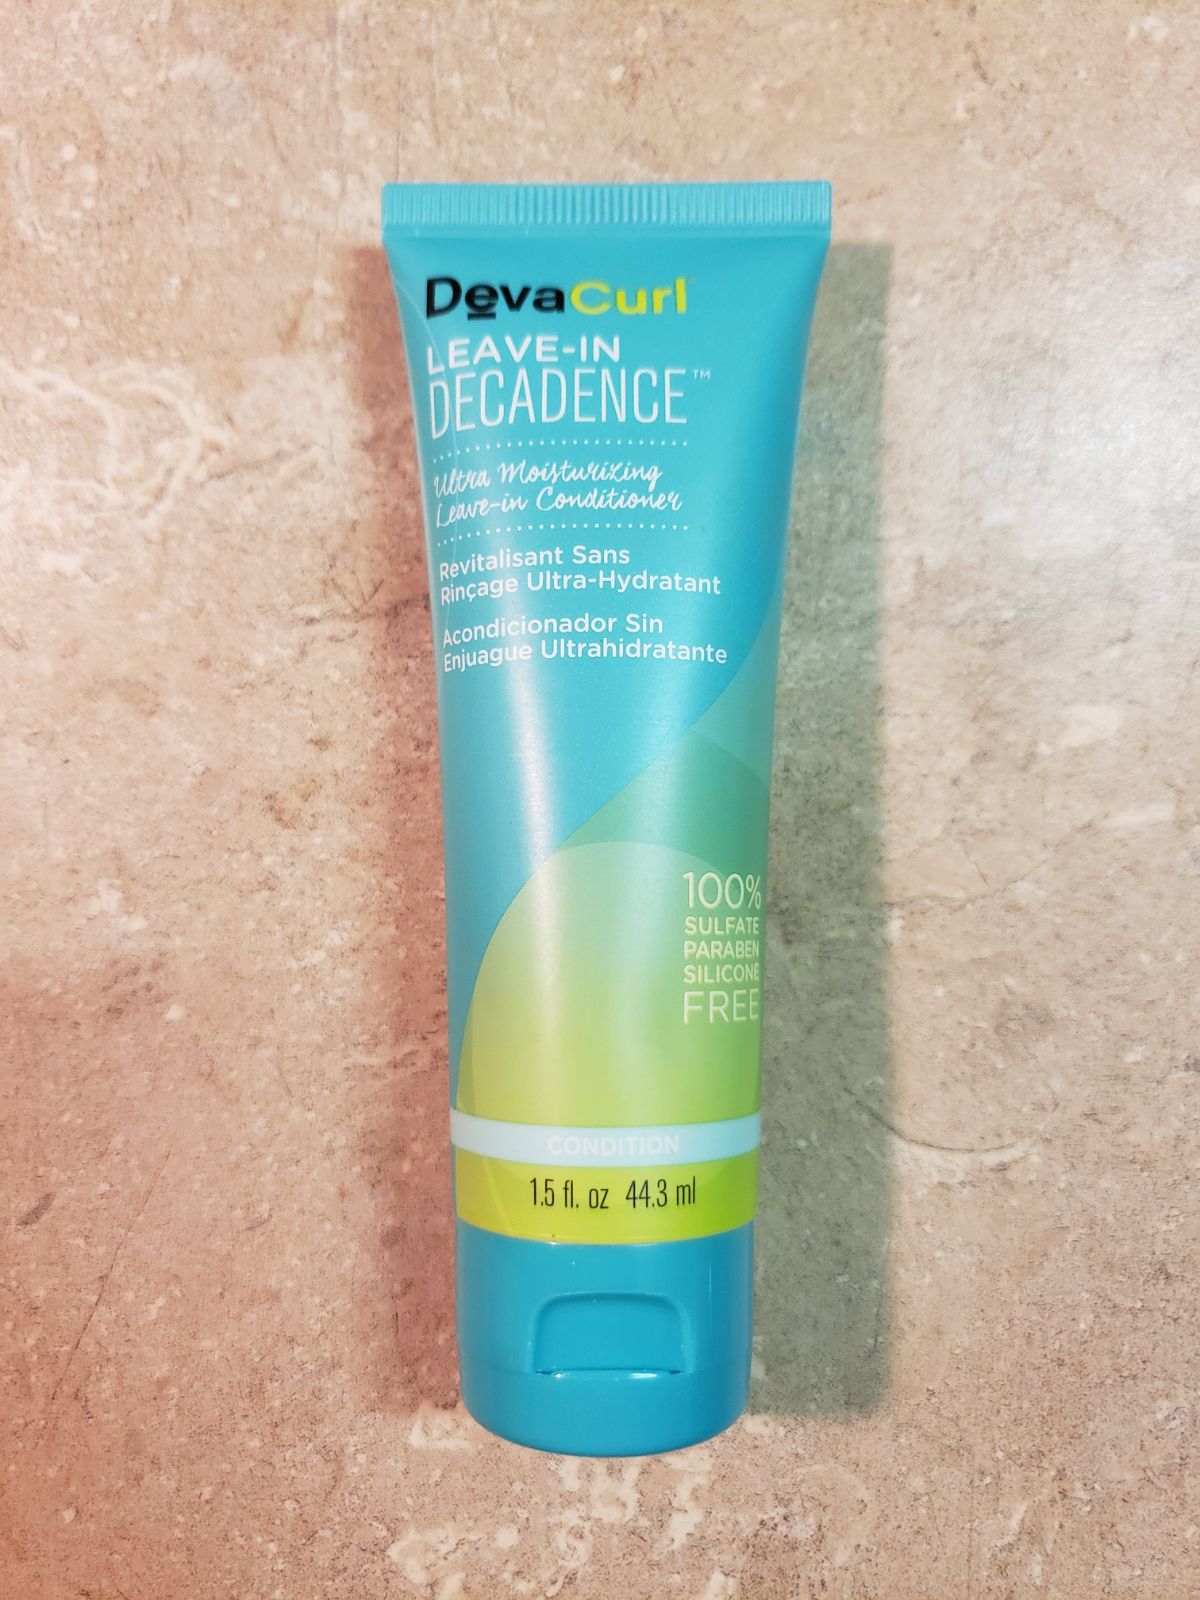 DevaCurl
LEAVE-IN
DECADENCE™
Ultra Moisturizing
Leave-in Conditioner
Revitalisant Sans
Rinçage Ultra-Hydratant
Acondicionador Sin
Enjuague Ultrahidratante
100%
SULFATE
PARABEN
SILICONE
FREE
CONDITION
1.5 fl. oz 44.3 ml